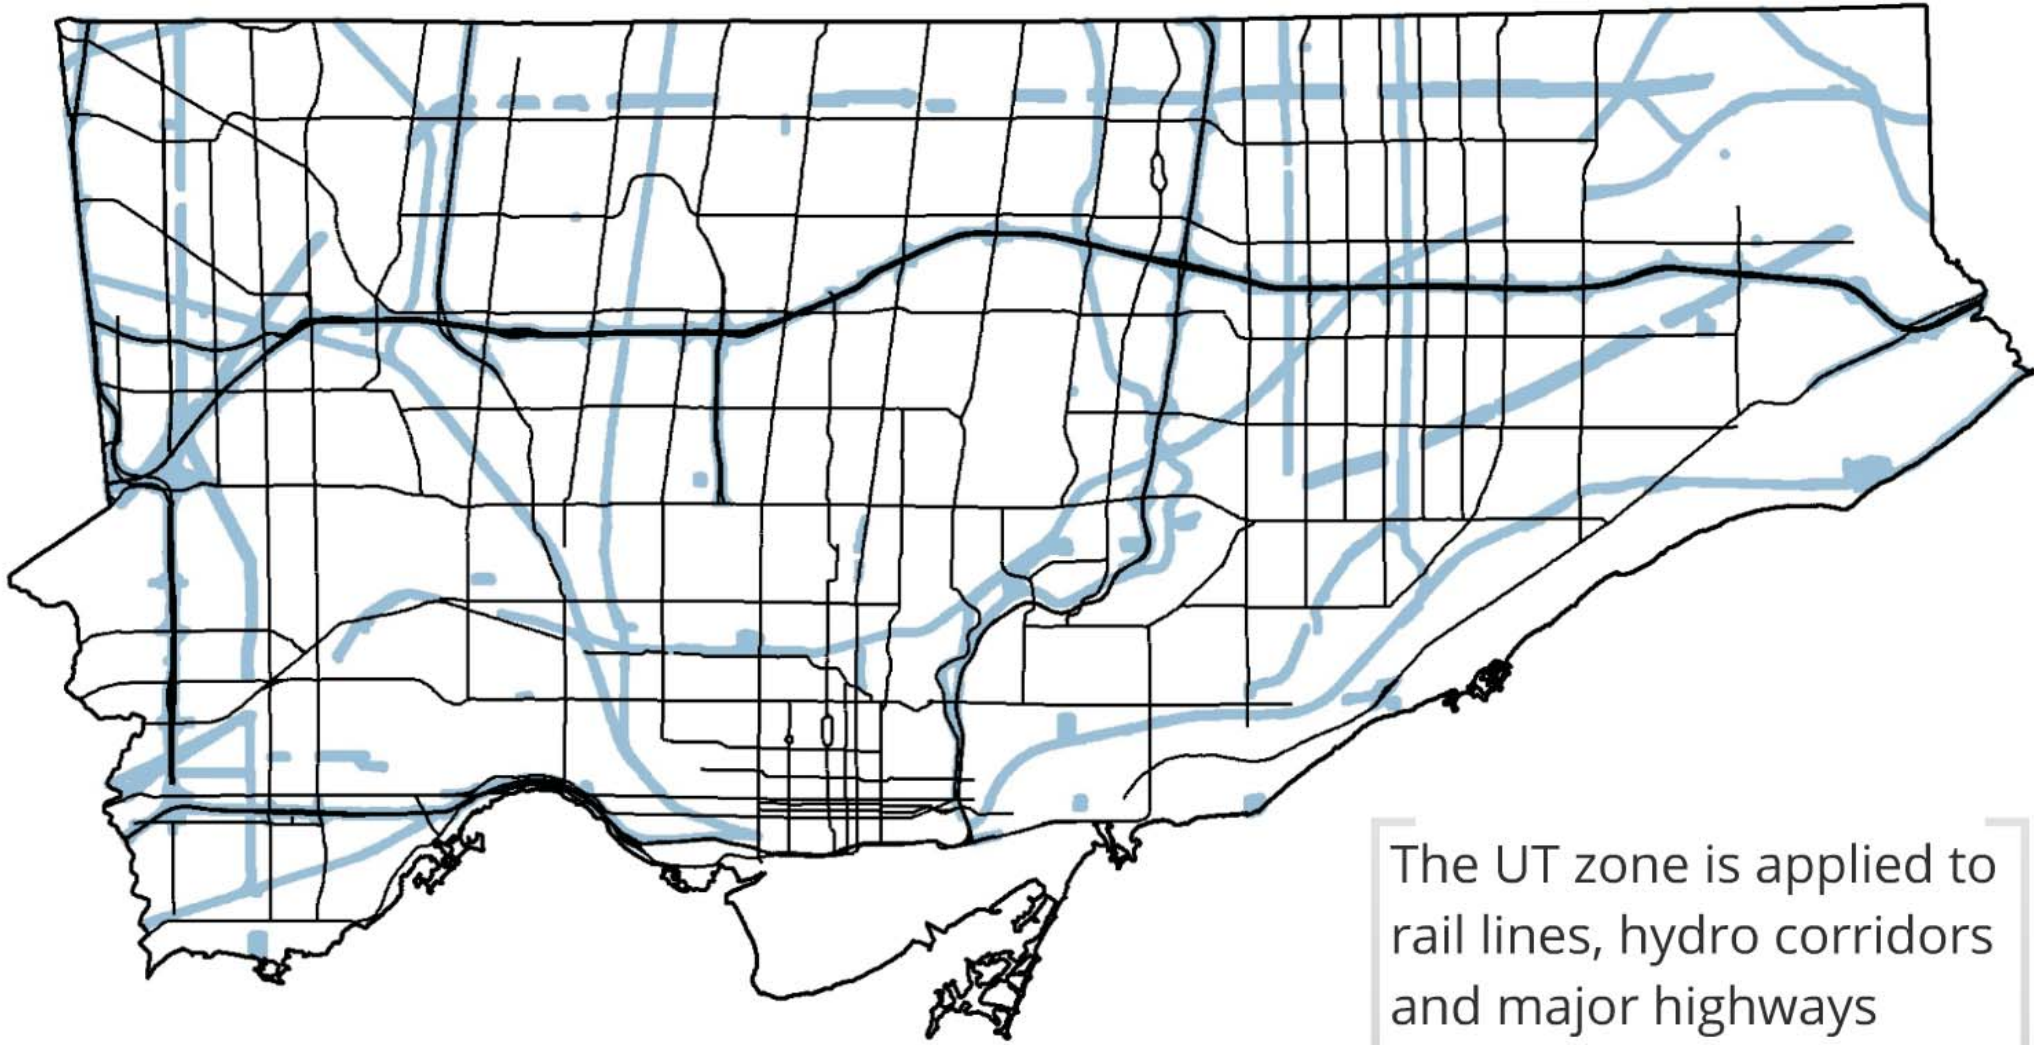 The UT zone is applied to
rail lines, hydro corridors
and major highways